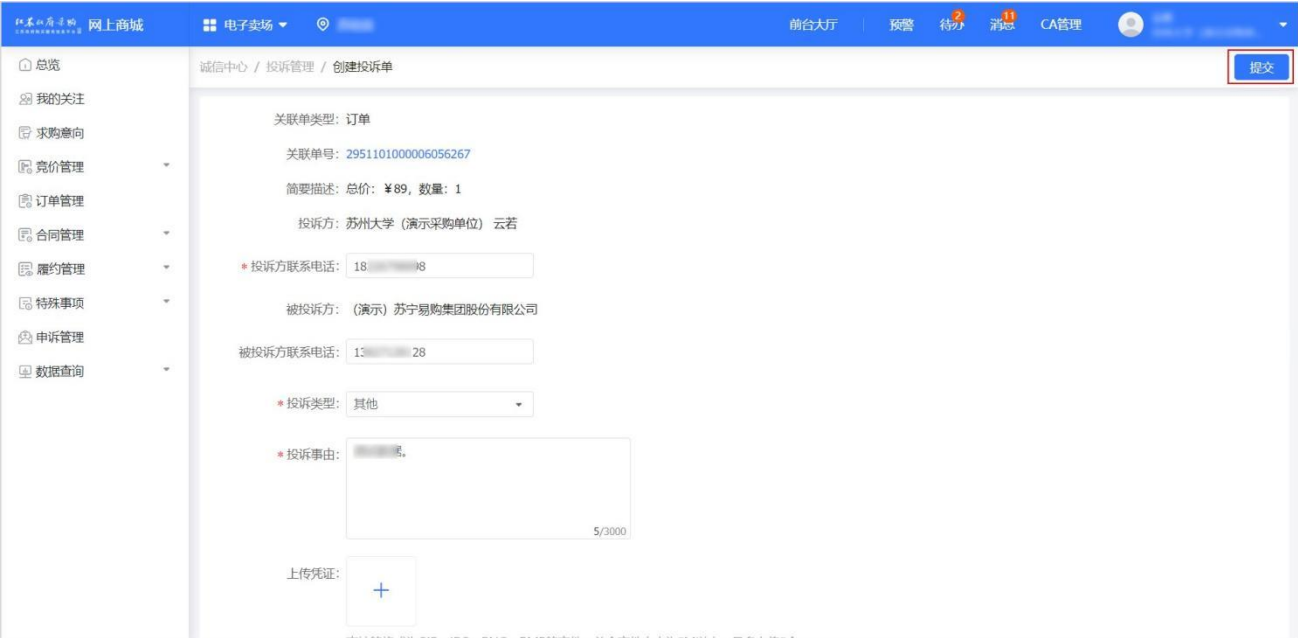 网上商城 电子卖场 前台大厅 预警 待办 2 消息 11 CA管理
诚信中心 / 投诉管理 / 创建投诉单 提交
总览
我的关注
求购意向
竞价管理
订单管理
合同管理
履约管理
特殊事项
申诉管理
数据查询
关联单类型: 订单
关联单号: 2951101000006056267
简要描述: 总价: ￥89, 数量: 1
投诉方: 苏州大学（演示采购单位） 云若
* 投诉方联系电话: 18 8
被投诉方: （演示）苏宁易购集团股份有限公司
被投诉方联系电话: 1 28
* 投诉类型: 其他
* 投诉事由:
5/3000
上传凭证: